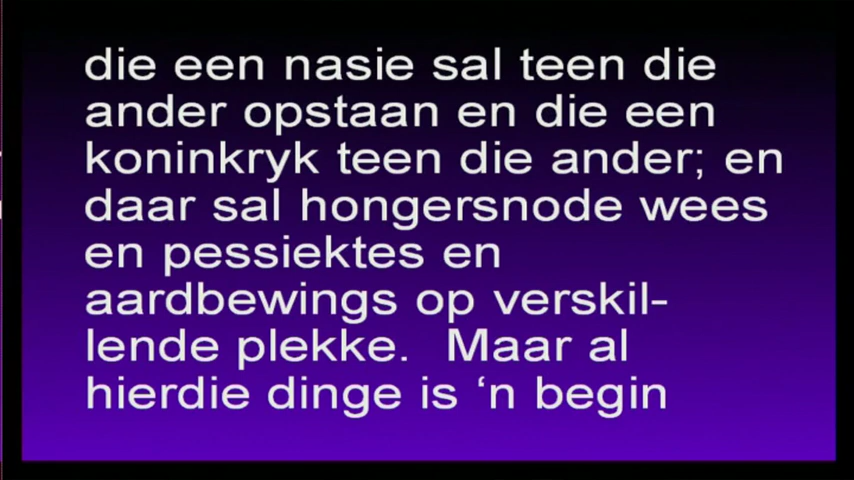 die een nasie sal teen die
ander opstaan en die een
koninkryk teen die ander; en
daar sal hongersnode wees
en pessiektes en
aardbewings op verskil-
lende plekke.  Maar al
hierdie dinge is ‘n begin